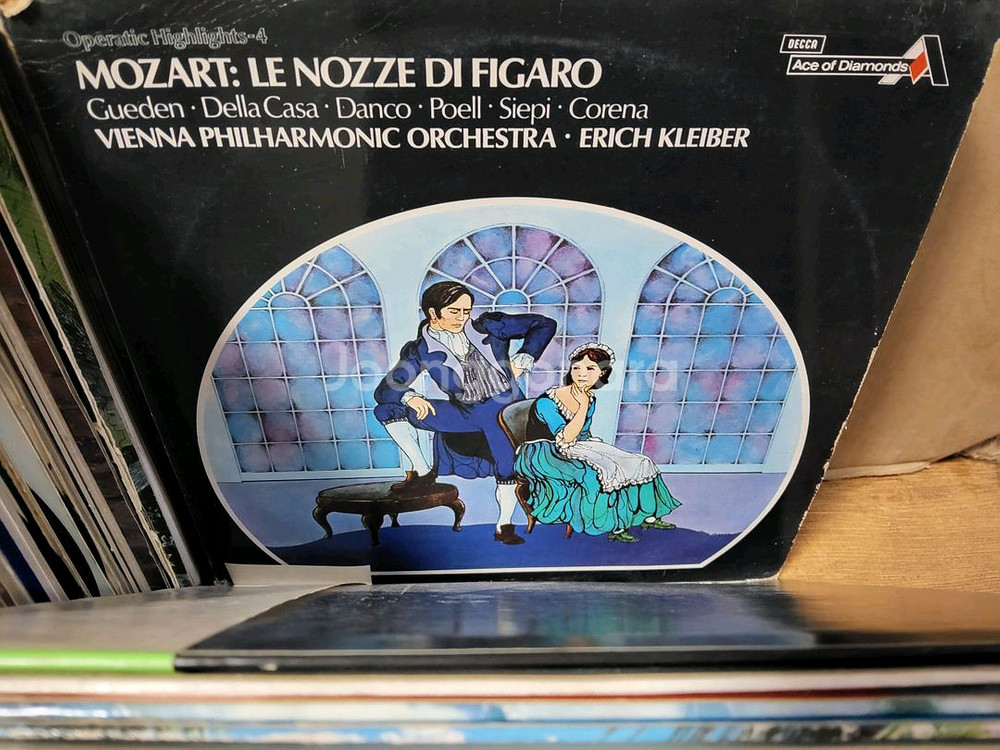 Operatic Highlights-4
MOZART: LE NOZZE DI FIGARO
Gueden · Della Casa · Danco · Poell · Siepi · Corena
VIENNA PHILHARMONIC ORCHESTRA · ERICH KLEIBER
DECCA
Ace of Diamonds
Joonggonara